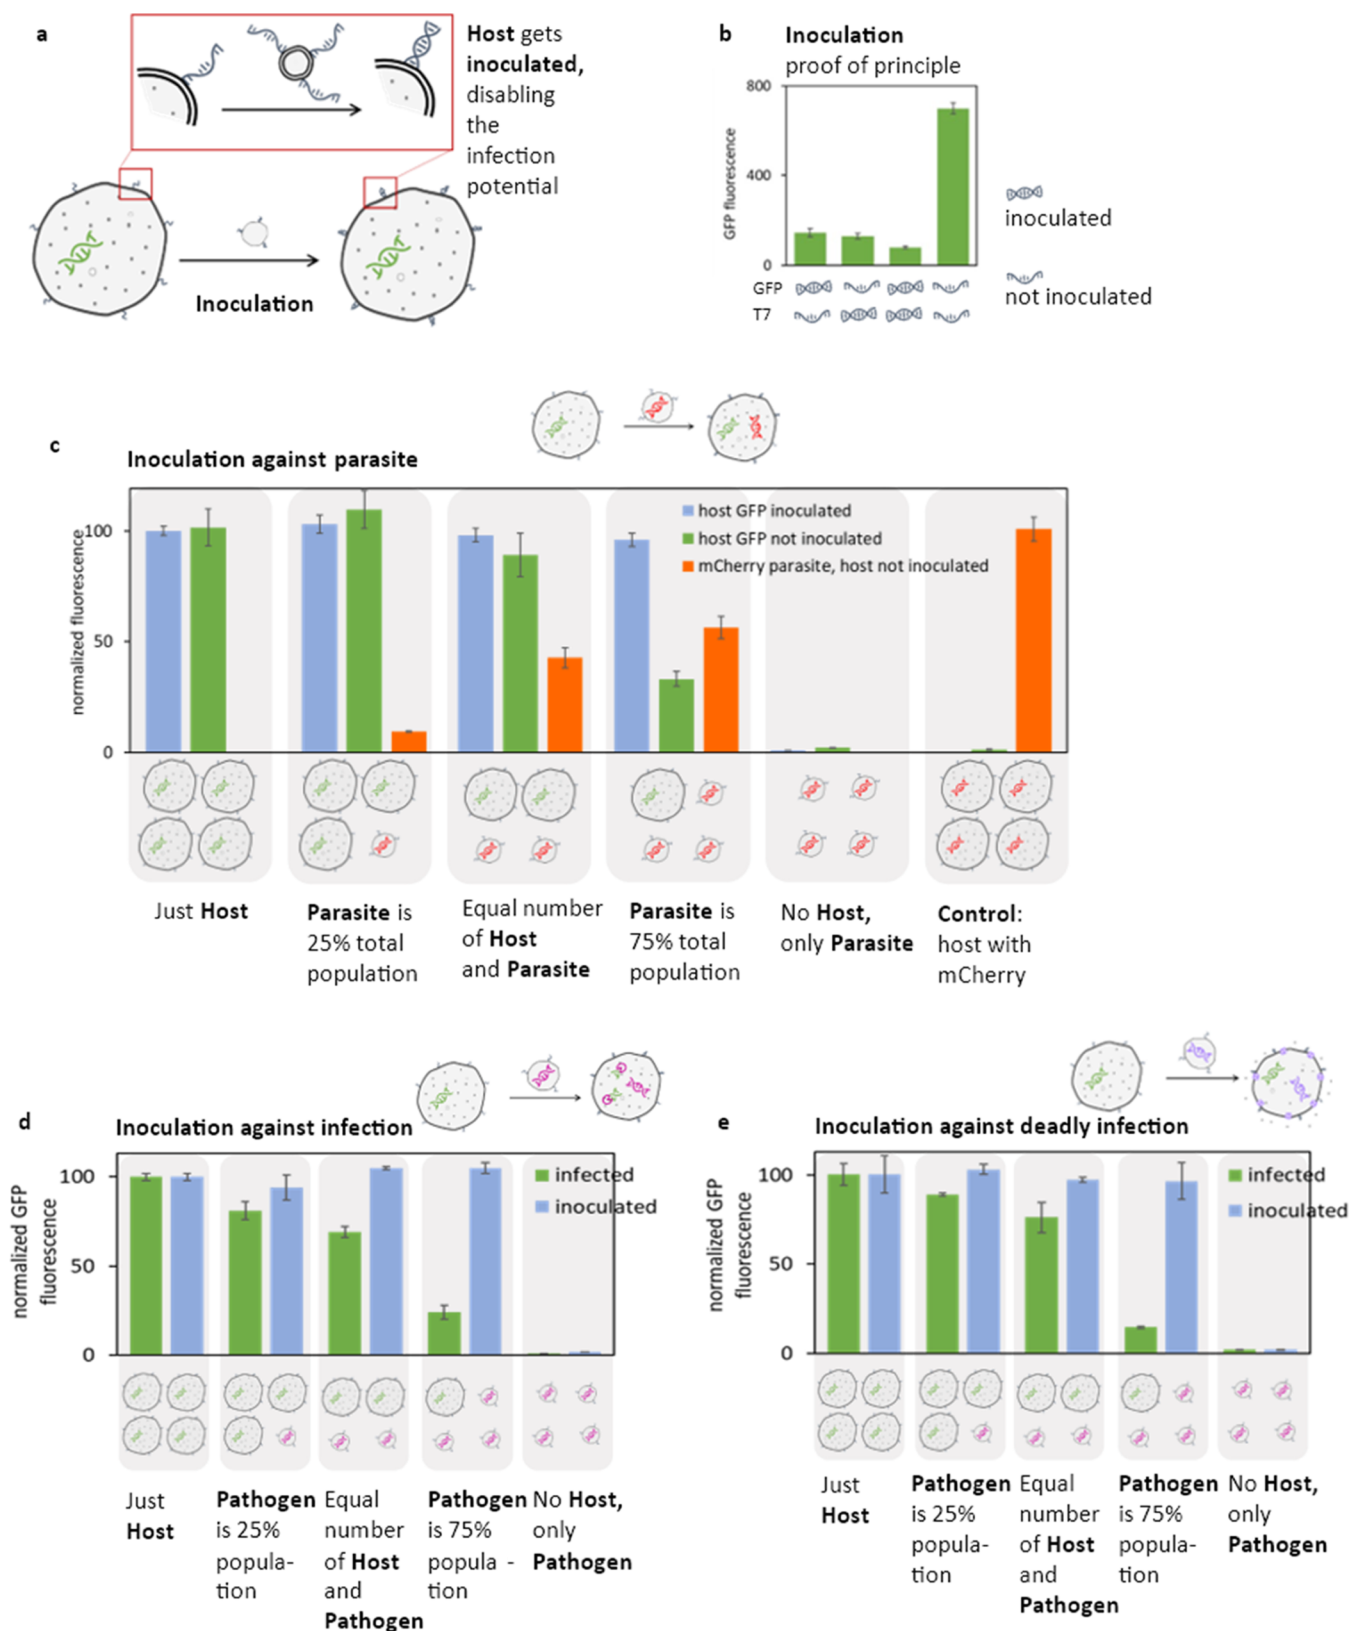 a
Host gets
inoculated,
disabling
the
infection
potential
Inoculation
b
Inoculation
proof of principle
800
400
0
GFP fluorescence
GFP
T7
inoculated
not inoculated
c
Inoculation against parasite
normalized fluorescence
100
50
0
host GFP inoculated
host GFP not inoculated
mCherry parasite, host not inoculated
Just Host
Parasite is
25% total
population
Equal number
of Host
and Parasite
Parasite is
75% total
population
No Host,
only Parasite
Control:
host with
mCherry
d
Inoculation against infection
normalized GFP
fluorescence
100
50
0
infected
inoculated
Just
Host
Pathogen
is 25%
popula-
tion
Equal
number
of Host
and
Pathogen
Pathogen
is 75%
popula -
tion
No Host,
only
Pathogen
e
Inoculation against deadly infection
normalized GFP
fluorescence
100
50
0
infected
inoculated
Just
Host
Pathogen
is 25%
popula-
tion
Equal
number
of Host
and
Pathogen
Pathogen
is 75%
popula-
tion
No Host,
only
Pathogen